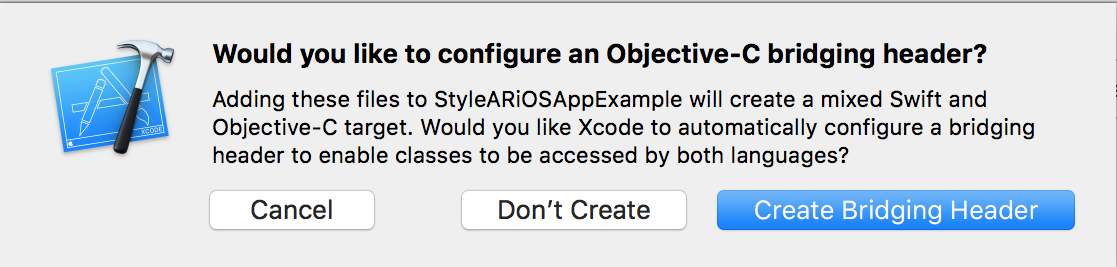 Would you like to configure an Objective-C bridging header?
Adding these files to StyleARiOSAppExample will create a mixed Swift and
Objective-C target. Would you like Xcode to automatically configure a bridging
header to enable classes to be accessed by both languages?
XCODE
Cancel
Don't Create
Create Bridging Header